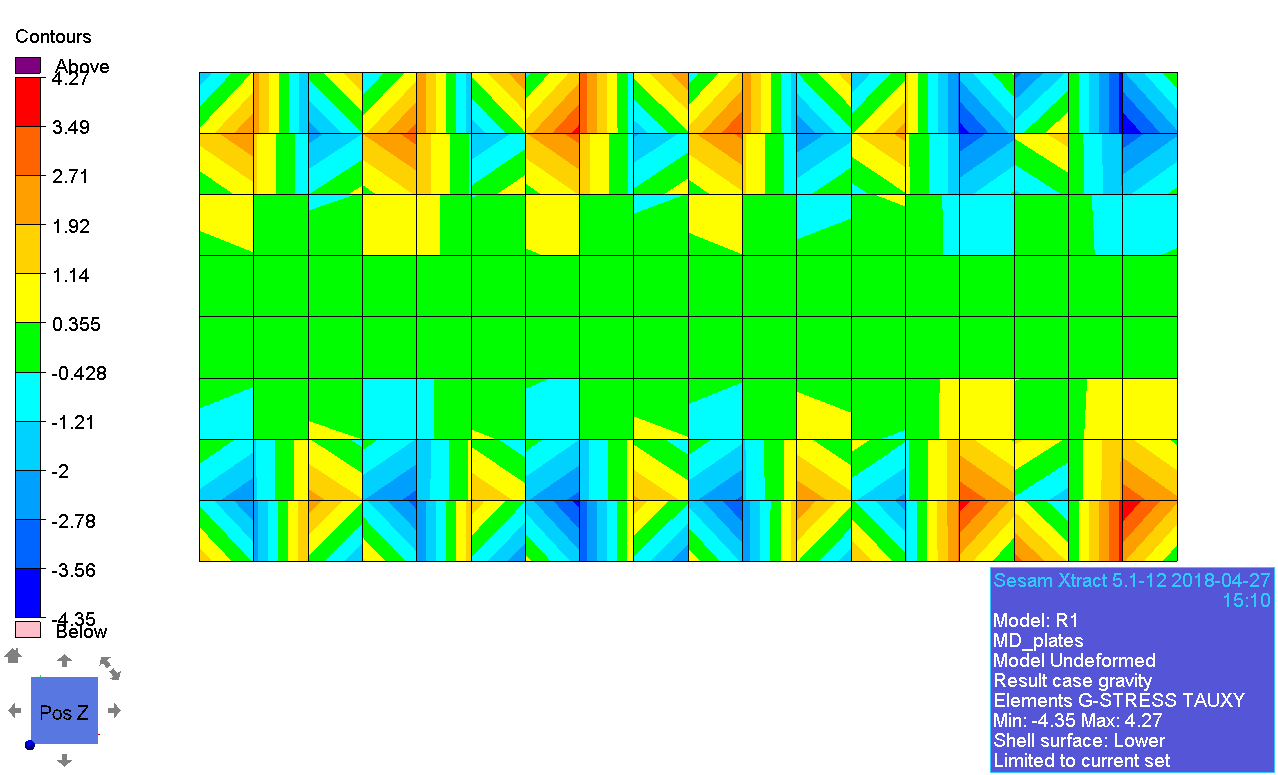 Contours
Above
4.27
3.49
2.71
1.92
1.14
0.355
-0.428
-1.21
-2
-2.78
-3.56
-4.35
Below
Pos Z
Sesam Xtract 5.1-12 2018-04-27
15:10
Model: R1
MD_plates
Model Undeformed
Result case gravity
Elements G-STRESS TAUXY
Min: -4.35 Max: 4.27
Shell surface: Lower
Limited to current set